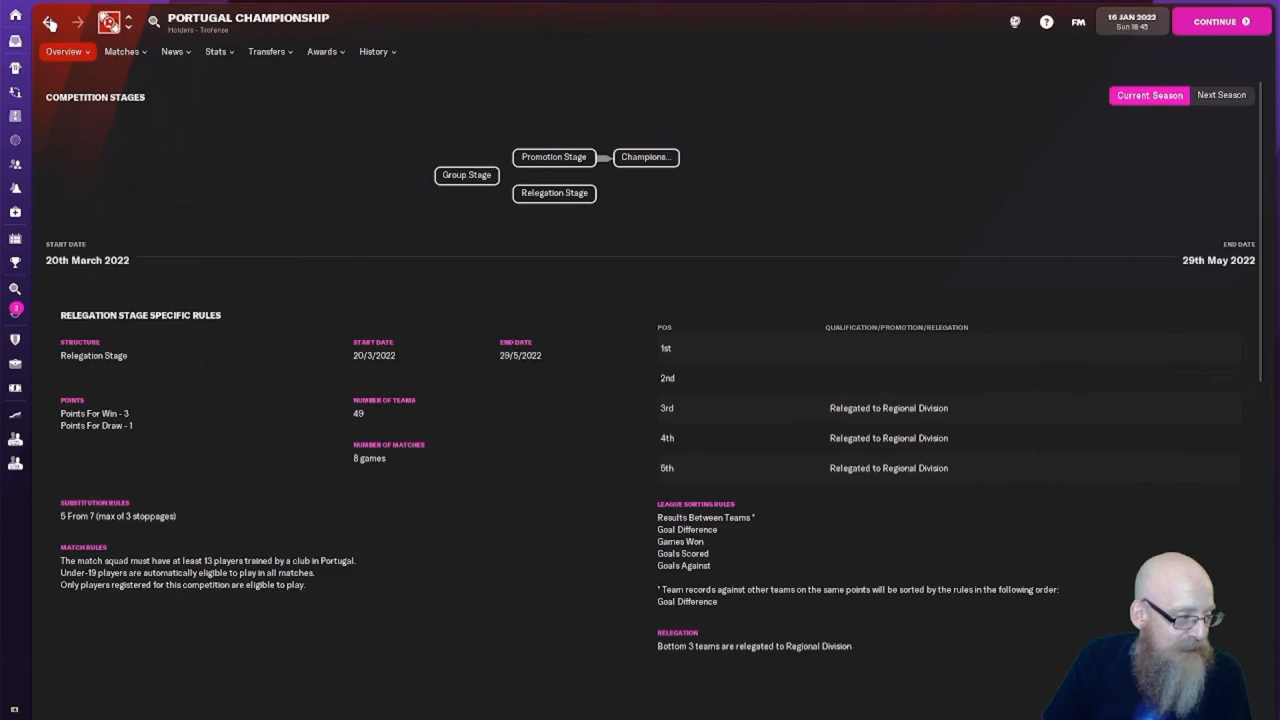 PORTUGAL CHAMPIONSHIP
Holders - Trofense
FM
16 JAN 2022
Sun 18:45
CONTINUE
Overview
Matches
News
Stats
Transfers
Awards
History
COMPETITION STAGES
Current Season
Next Season
Promotion Stage
Champions...
Group Stage
Relegation Stage
START DATE
20th March 2022
END DATE
29th May 2022
3
RELEGATION STAGE SPECIFIC RULES
STRUCTURE
Relegation Stage
START DATE
20/3/2022
END DATE
29/5/2022
POINTS
Points For Win - 3
Points For Draw - 1
NUMBER OF TEAMS
49
NUMBER OF MATCHES
8 games
SUBSTITUTION RULES
5 From 7 (max of 3 stoppages)
MATCH RULES
The match squad must have at least 13 players trained by a club in Portugal.
Under-19 players are automatically eligible to play in all matches.
Only players registered for this competition are eligible to play.
POS
QUALIFICATION/PROMOTION/RELEGATION
1st
2nd
3rd Relegated to Regional Division
4th Relegated to Regional Division
5th Relegated to Regional Division
LEAGUE SORTING RULES
Results Between Teams *
Goal Difference
Games Won
Goals Scored
Goals Against
* Team records against other teams on the same points will be sorted by the rules in the following order:
Goal Difference
RELEGATION
Bottom 3 teams are relegated to Regional Division